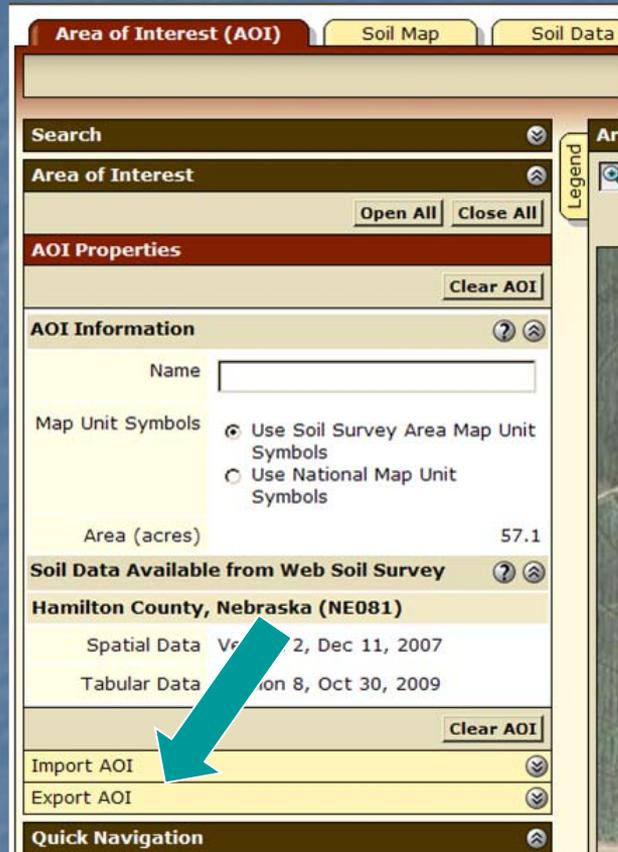 Area of Interest (AOI)
Soil Map
Soil Data
Search
Area of Interest
Open All
Close All
AOI Properties
Clear AOI
AOI Information
Name
Map Unit Symbols
Use Soil Survey Area Map Unit
Symbols
Use National Map Unit
Symbols
Area (acres) 57.1
Soil Data Available from Web Soil Survey
Hamilton County, Nebraska (NE081)
Spatial Data 2, Dec 11, 2007
Tabular Data 8, Oct 30, 2009
Clear AOI
Import AOI
Export AOI
Quick Navigation
Legend